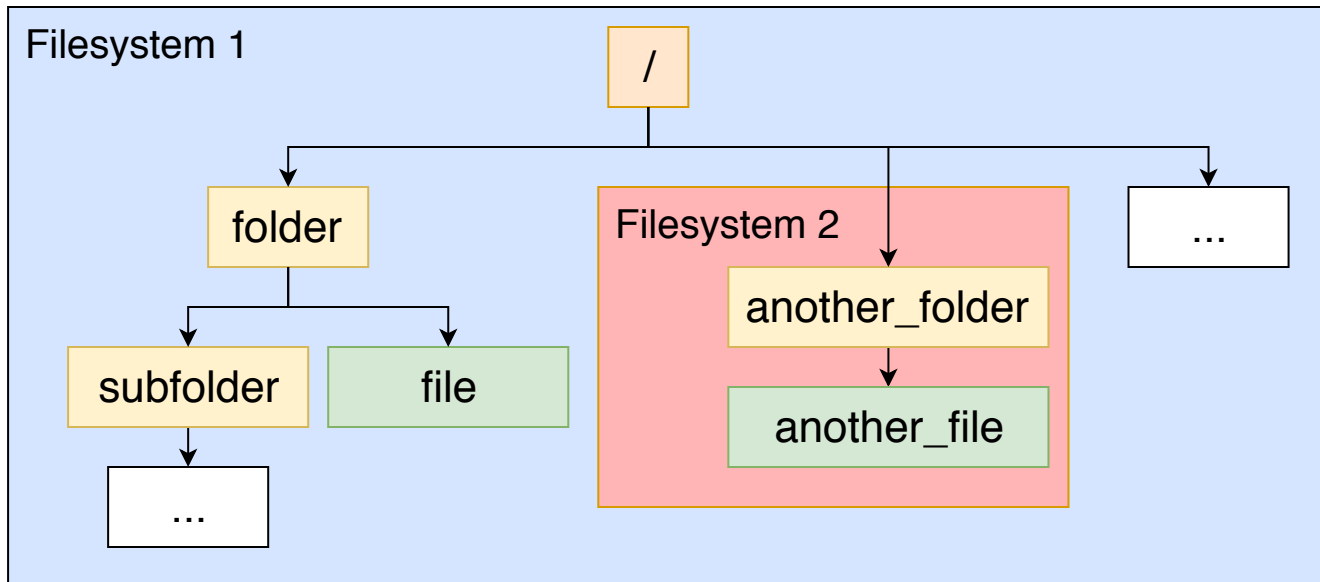 Filesystem 1
/
folder
Filesystem 2
...
another_folder
subfolder
file
another_file
...